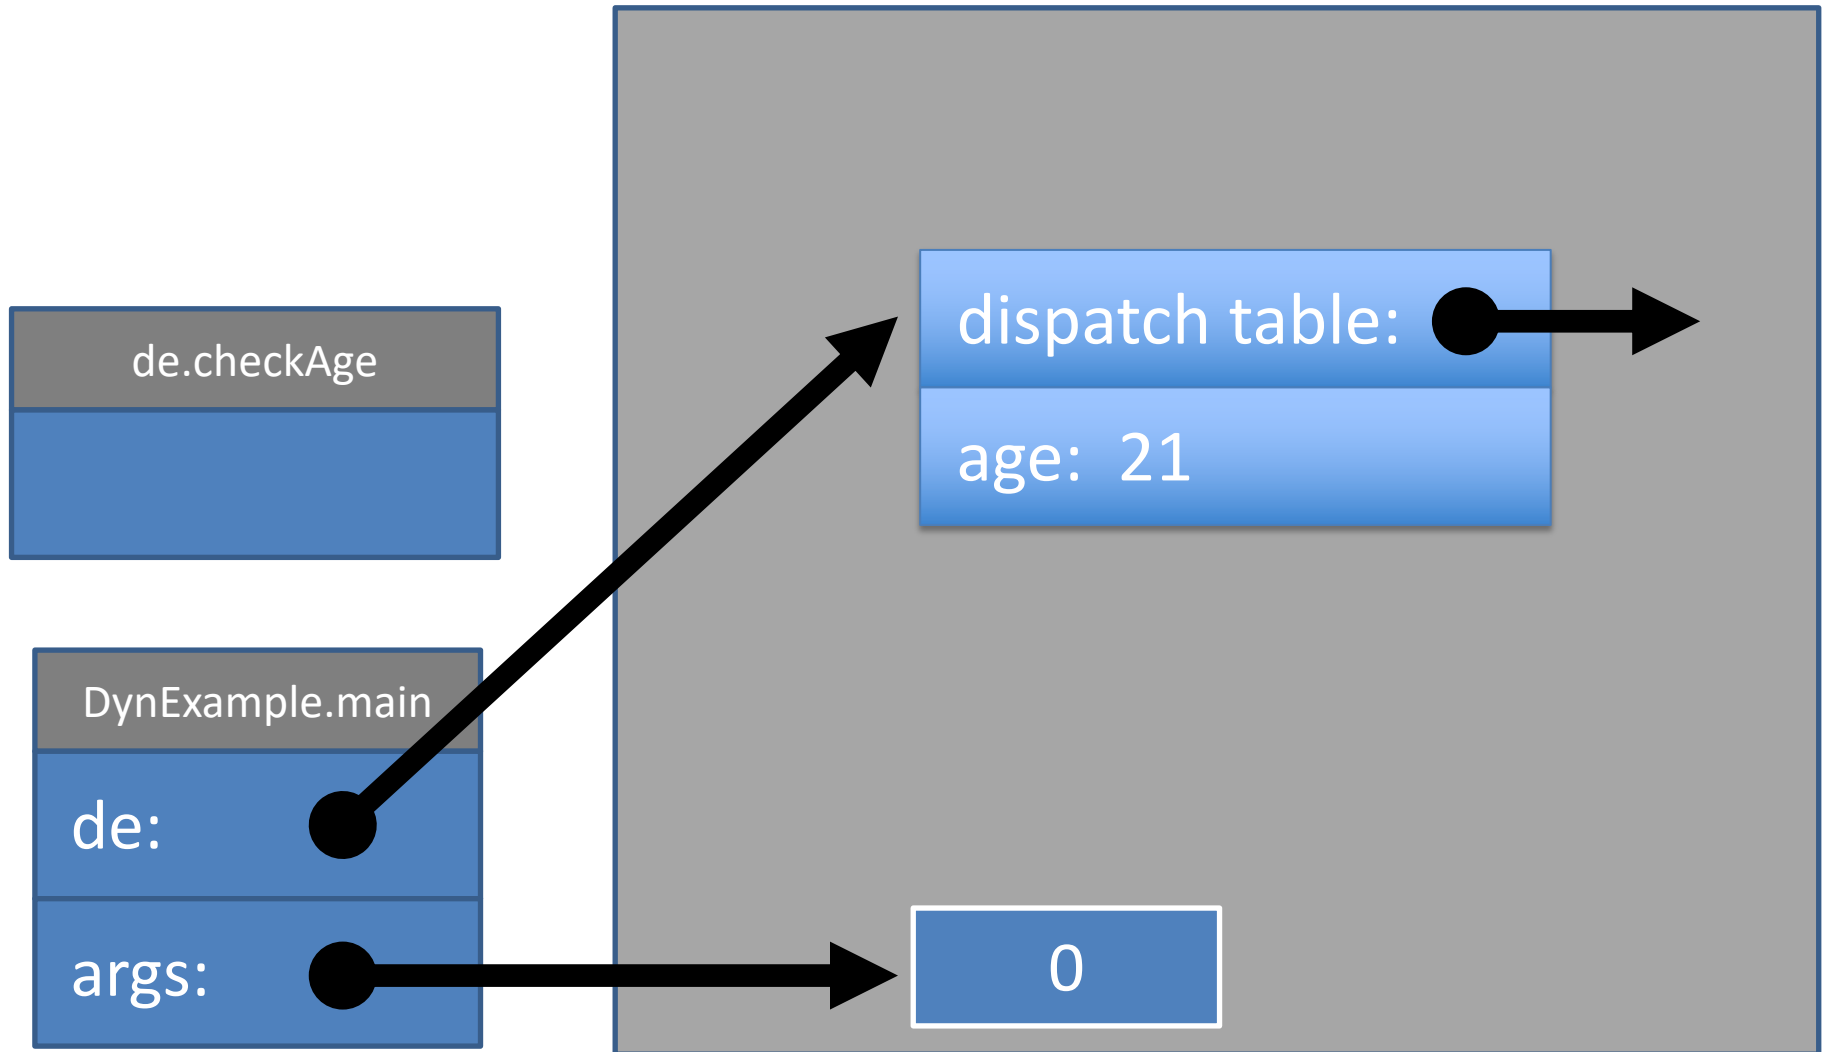 de.checkAge
DynExample.main
de:
args:
dispatch table:
age: 21
0